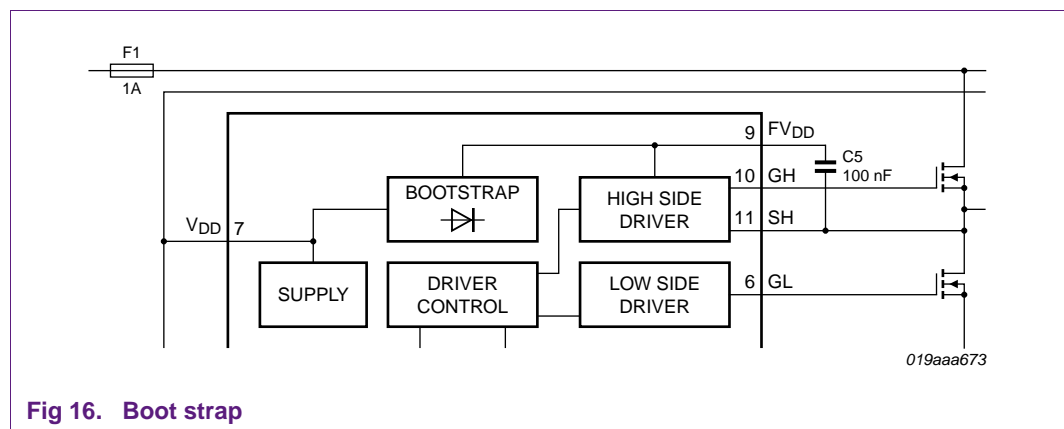 F1
1A
9 FVDD
C5
100 nF
BOOTSTRAP
HIGH SIDE
DRIVER
10 GH
11 SH
VDD 7
SUPPLY
DRIVER
CONTROL
LOW SIDE
DRIVER
6 GL
019aaa673
Fig 16. Boot strap